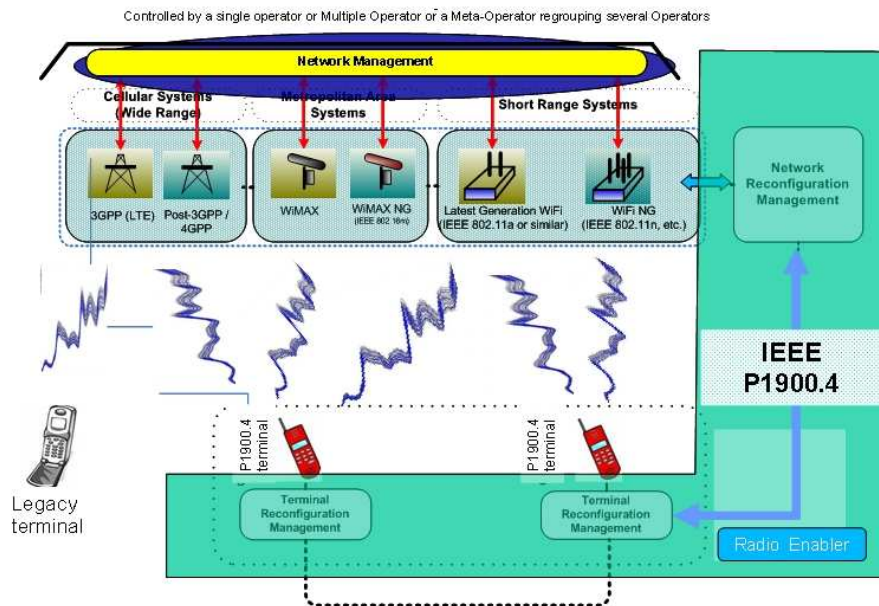 Controlled by a single operator or Multiple Operator or a Meta-Operator regrouping several Operators
Network Management
Cellular Systems
(Wide Range)
Metropolitan Area
Systems
Short Range Systems
3GPP (LTE)
Post-3GPP /
4GPP
WiMAX
WiMAX NG
(IEEE 802 16m)
Latest Generation WiFi
(IEEE 802.11a or similar)
WiFi NG
(IEEE 802.11n, etc.)
Network
Reconfiguration
Management
IEEE
P1900.4
Legacy
terminal
P1900.4
terminal
P1900.4
terminal
Terminal
Reconfiguration
Management
Terminal
Reconfiguration
Management
Radio Enabler